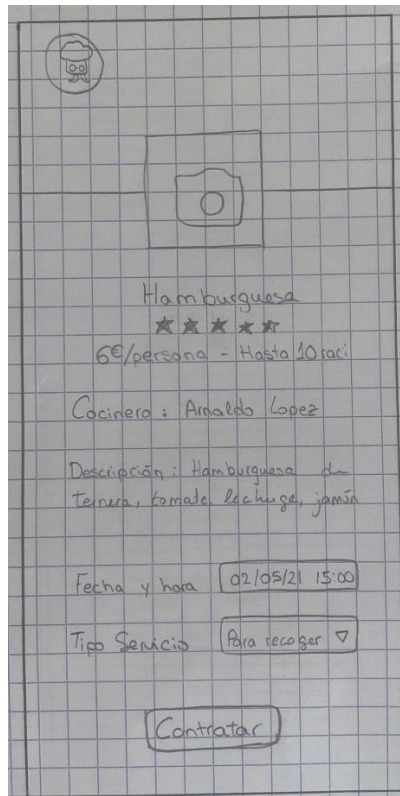 Hamburguesa
6€/persona - Hasta 10 raci
Cocinero: Arnaldo Lopez
Descripción: Hamburguesa de
ternera, tomate, lechuga, jamón
Fecha y hora 02/05/21 15:00
Tipo Servicio Para recoger
Contratar